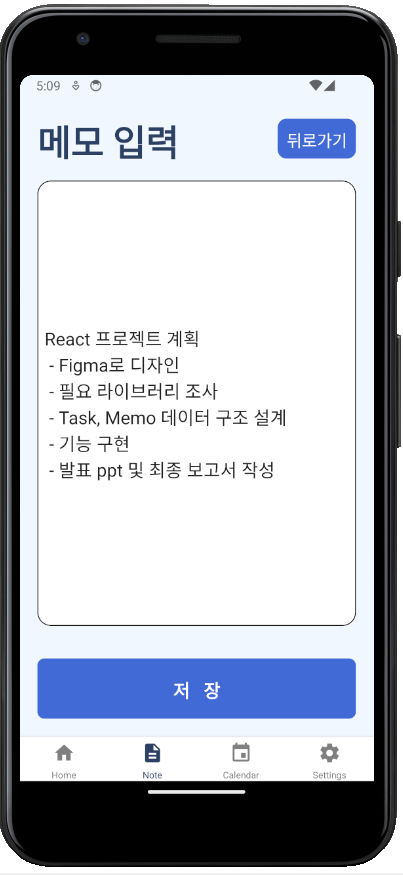 5:09
메모 입력
뒤로가기
React 프로젝트 계획
- Figma로 디자인
- 필요 라이브러리 조사
- Task, Memo 데이터 구조 설계
- 기능 구현
- 발표 ppt 및 최종 보고서 작성
저 장
Home
Note
Calendar
Settings